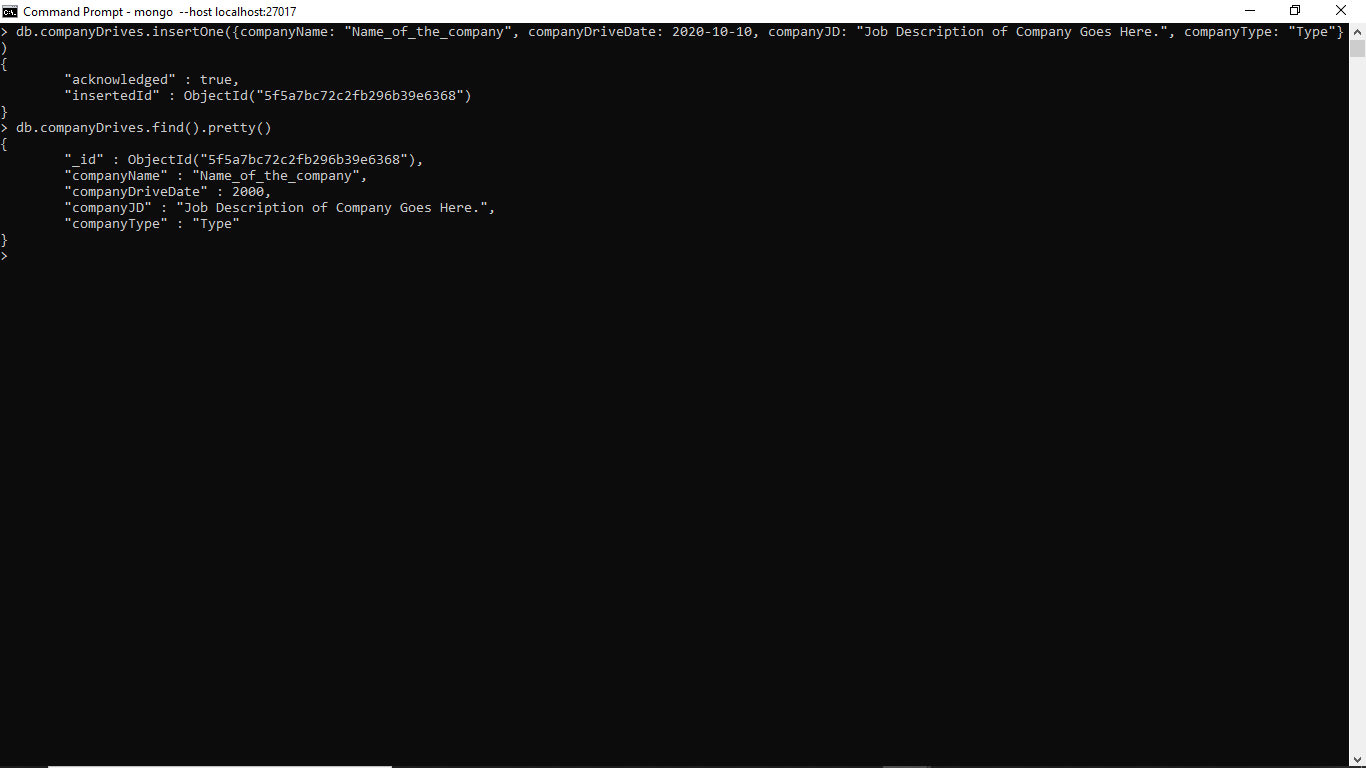 Command Prompt - mongo  --host localhost:27017
> db.companyDrives.insertOne({companyName: "Name_of_the_company", companyDriveDate: 2020-10-10, companyJD: "Job Description of Company Goes Here.", companyType: "Type"}
)
{
        "acknowledged" : true,
        "insertedId" : ObjectId("5f5a7bc72c2fb296b39e6368")
}
> db.companyDrives.find().pretty()
{
        "_id" : ObjectId("5f5a7bc72c2fb296b39e6368"),
        "companyName" : "Name_of_the_company",
        "companyDriveDate" : 2000,
        "companyJD" : "Job Description of Company Goes Here.",
        "companyType" : "Type"
}
>